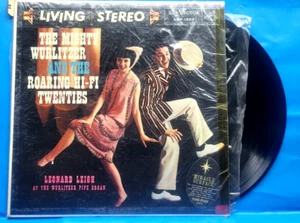 LIVING STEREO
THE MIGHTY
WURLITZER
AND THE
ROARING HI-FI
TWENTIES
LEONARD LEIGH
AT THE WURLITZER PIPE ORGAN